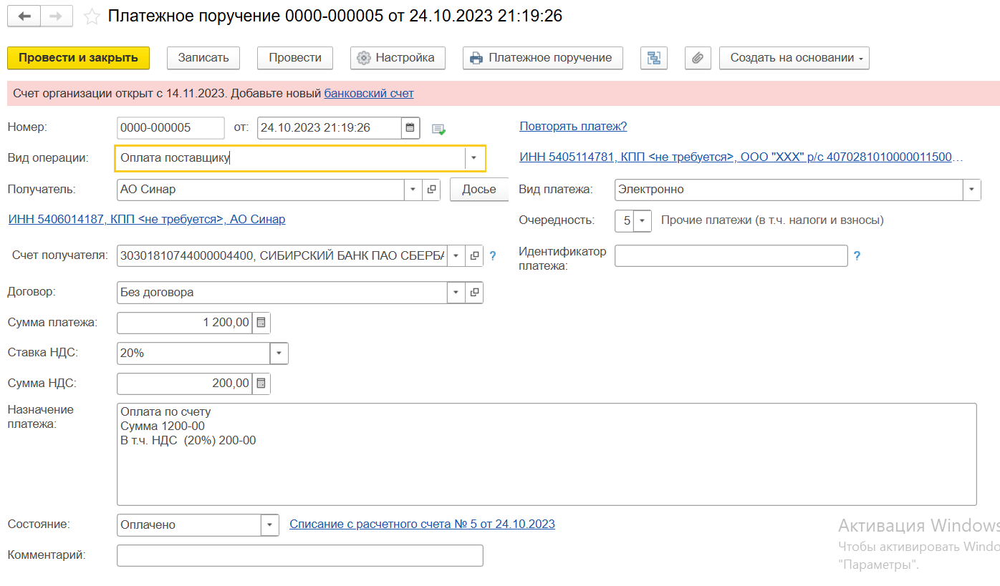 Платежное поручение 0000-000005 от 24.10.2023 21:19:26
Провести и закрыть Записать Провести Настройка Платежное поручение Создать на основании
Счет организации открыт с 14.11.2023. Добавьте новый банковский счет
Номер: 0000-000005 от: 24.10.2023 21:19:26 Повторять платеж?
Вид операции: Оплата поставщику ИНН 5405114781, КПП <не требуется>, ООО "ХХХ" р/с 4070281010000011500...
Получатель: АО Синар Досье Вид платежа: Электронно
ИНН 5406014187, КПП <не требуется>, АО Синар Очередность: 5 Прочие платежи (в т.ч. налоги и взносы)
Счет получателя: 30301810744000004400, СИБИРСКИЙ БАНК ПАО СБЕРБА ? Идентификатор
платежа: ?
Договор: Без договора
Сумма платежа: 1 200,00
Ставка НДС: 20%
Сумма НДС: 200,00
Назначение
платежа:
Оплата по счету
Сумма 1200-00
В т.ч. НДС (20%) 200-00
Состояние: Оплачено Списание с расчетного счета № 5 от 24.10.2023
Комментарий:
Активация Windows
Чтобы активировать Windo
"Параметры".